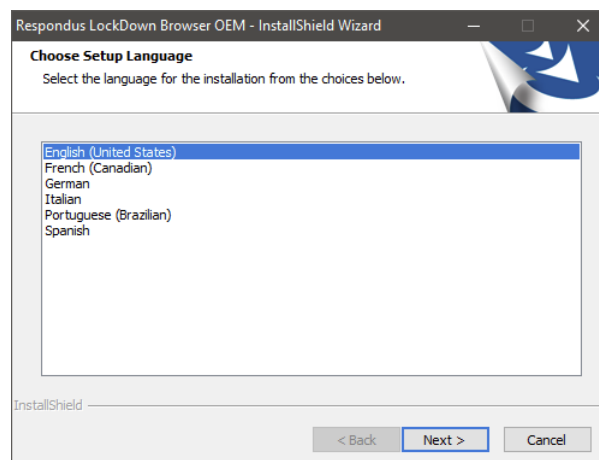 Respondus LockDown Browser OEM - InstallShield Wizard
Choose Setup Language
Select the language for the installation from the choices below.
English (United States)
French (Canadian)
German
Italian
Portuguese (Brazilian)
Spanish
InstallShield
< Back Next > Cancel